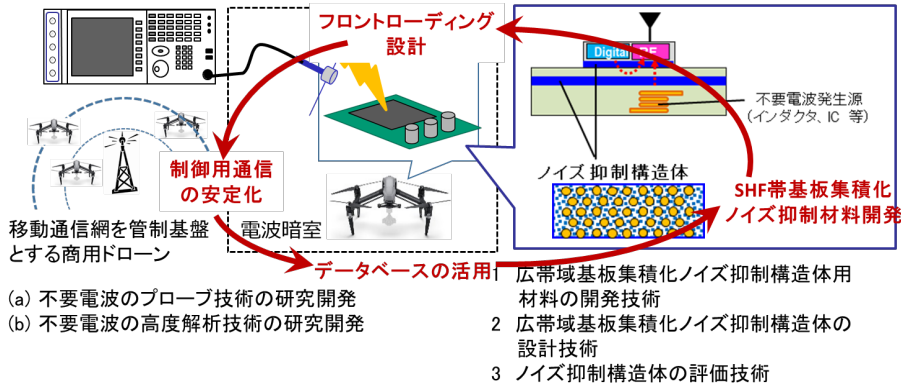 フロントローディング
設計
Digital
RF
不要電波発生源
(インダクタ、IC 等)
ノイズ抑制構造体
制御用通信
の安定化
SHF帯基板集積化
ノイズ抑制材料開発
移動通信網を管制基盤
とする商用ドローン
電波暗室
データベースの活用
(a) 不要電波のプローブ技術の研究開発
(b) 不要電波の高度解析技術の研究開発
1 広帯域基板集積化ノイズ抑制構造体用
材料の開発技術
2 広帯域基板集積化ノイズ抑制構造体の
設計技術
3 ノイズ抑制構造体の評価技術